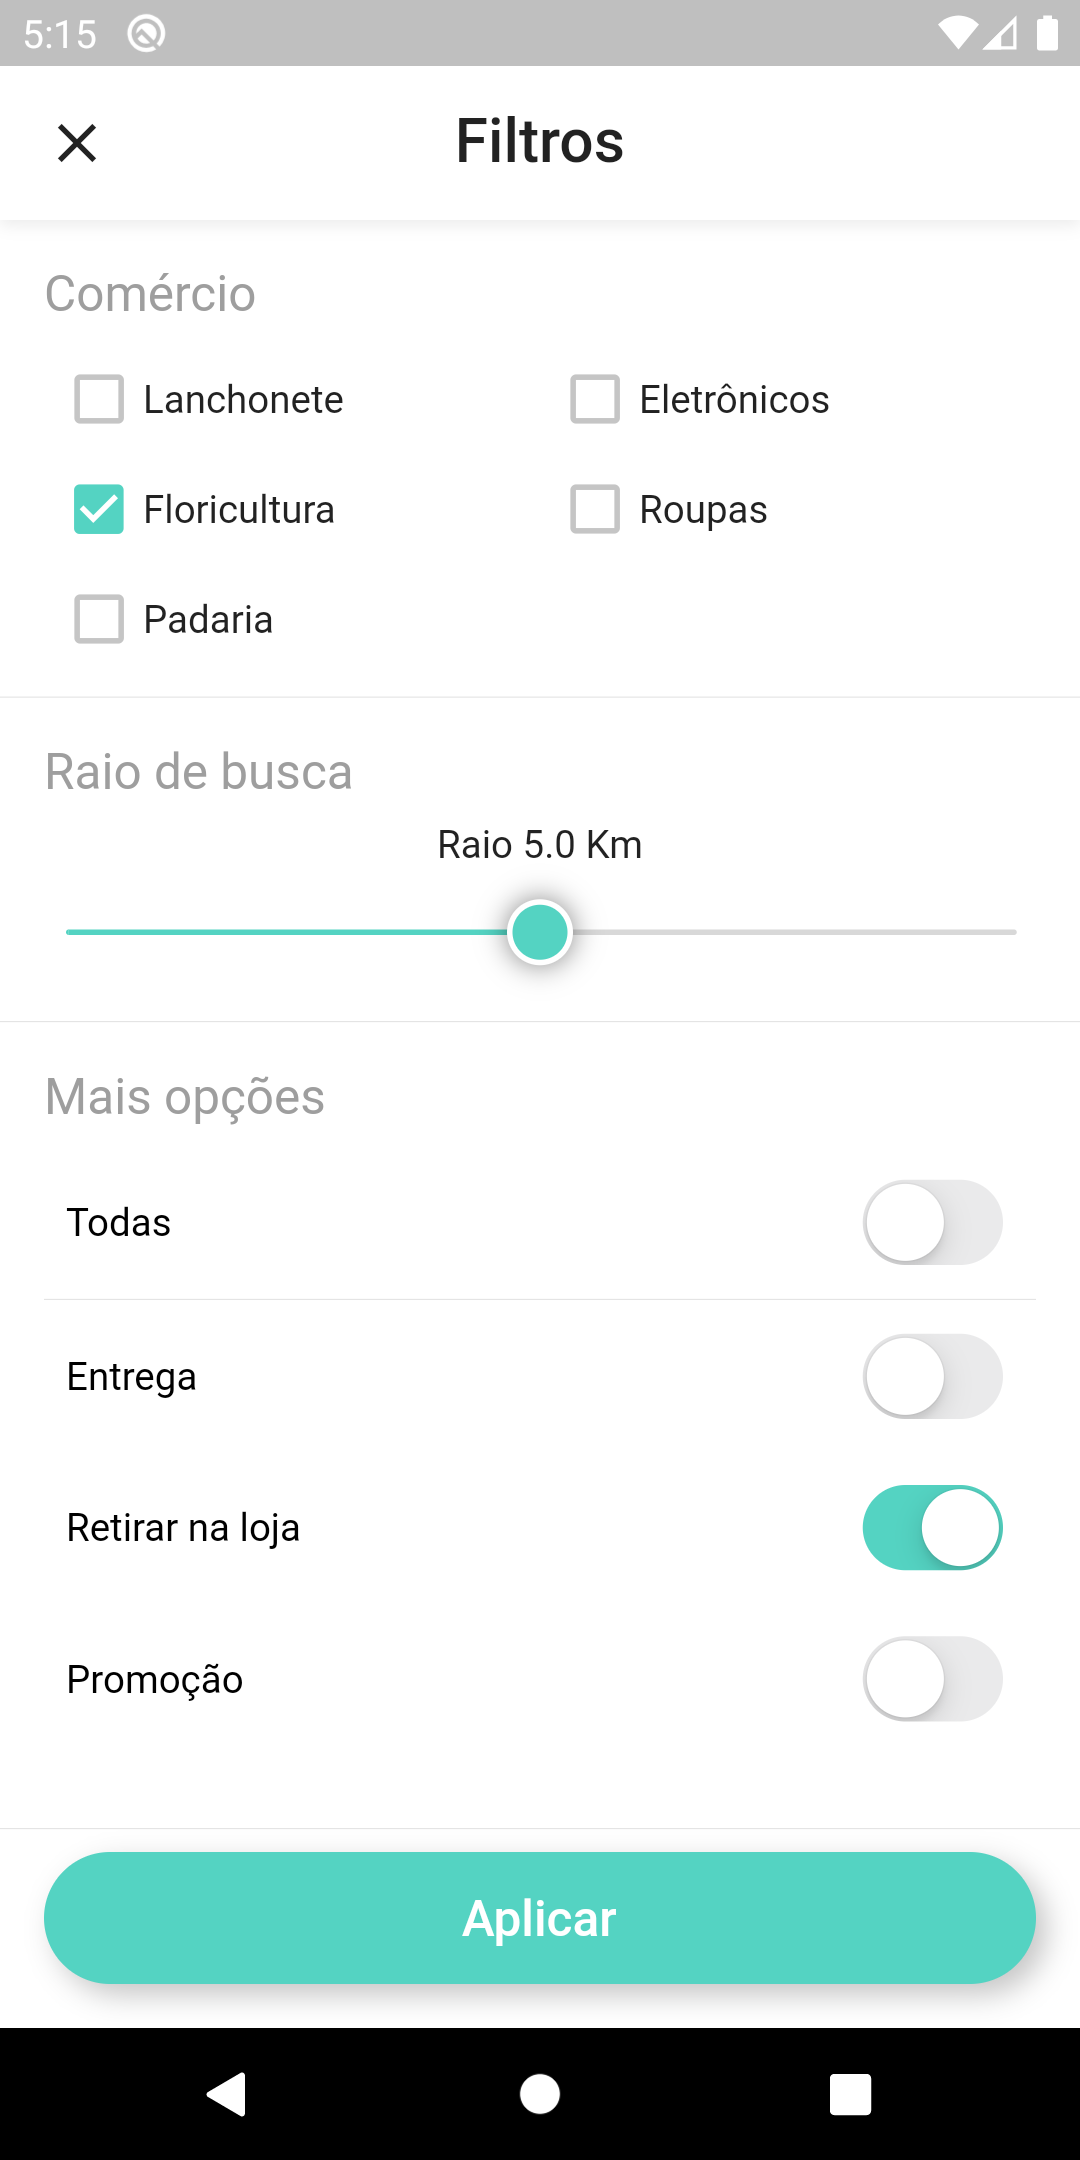 5:15
Filtros
Comércio
Lanchonete
Eletrônicos
Floricultura
Roupas
Padaria
Raio de busca
Raio 5.0 Km
Mais opções
Todas
Entrega
Retirar na loja
Promoção
Aplicar